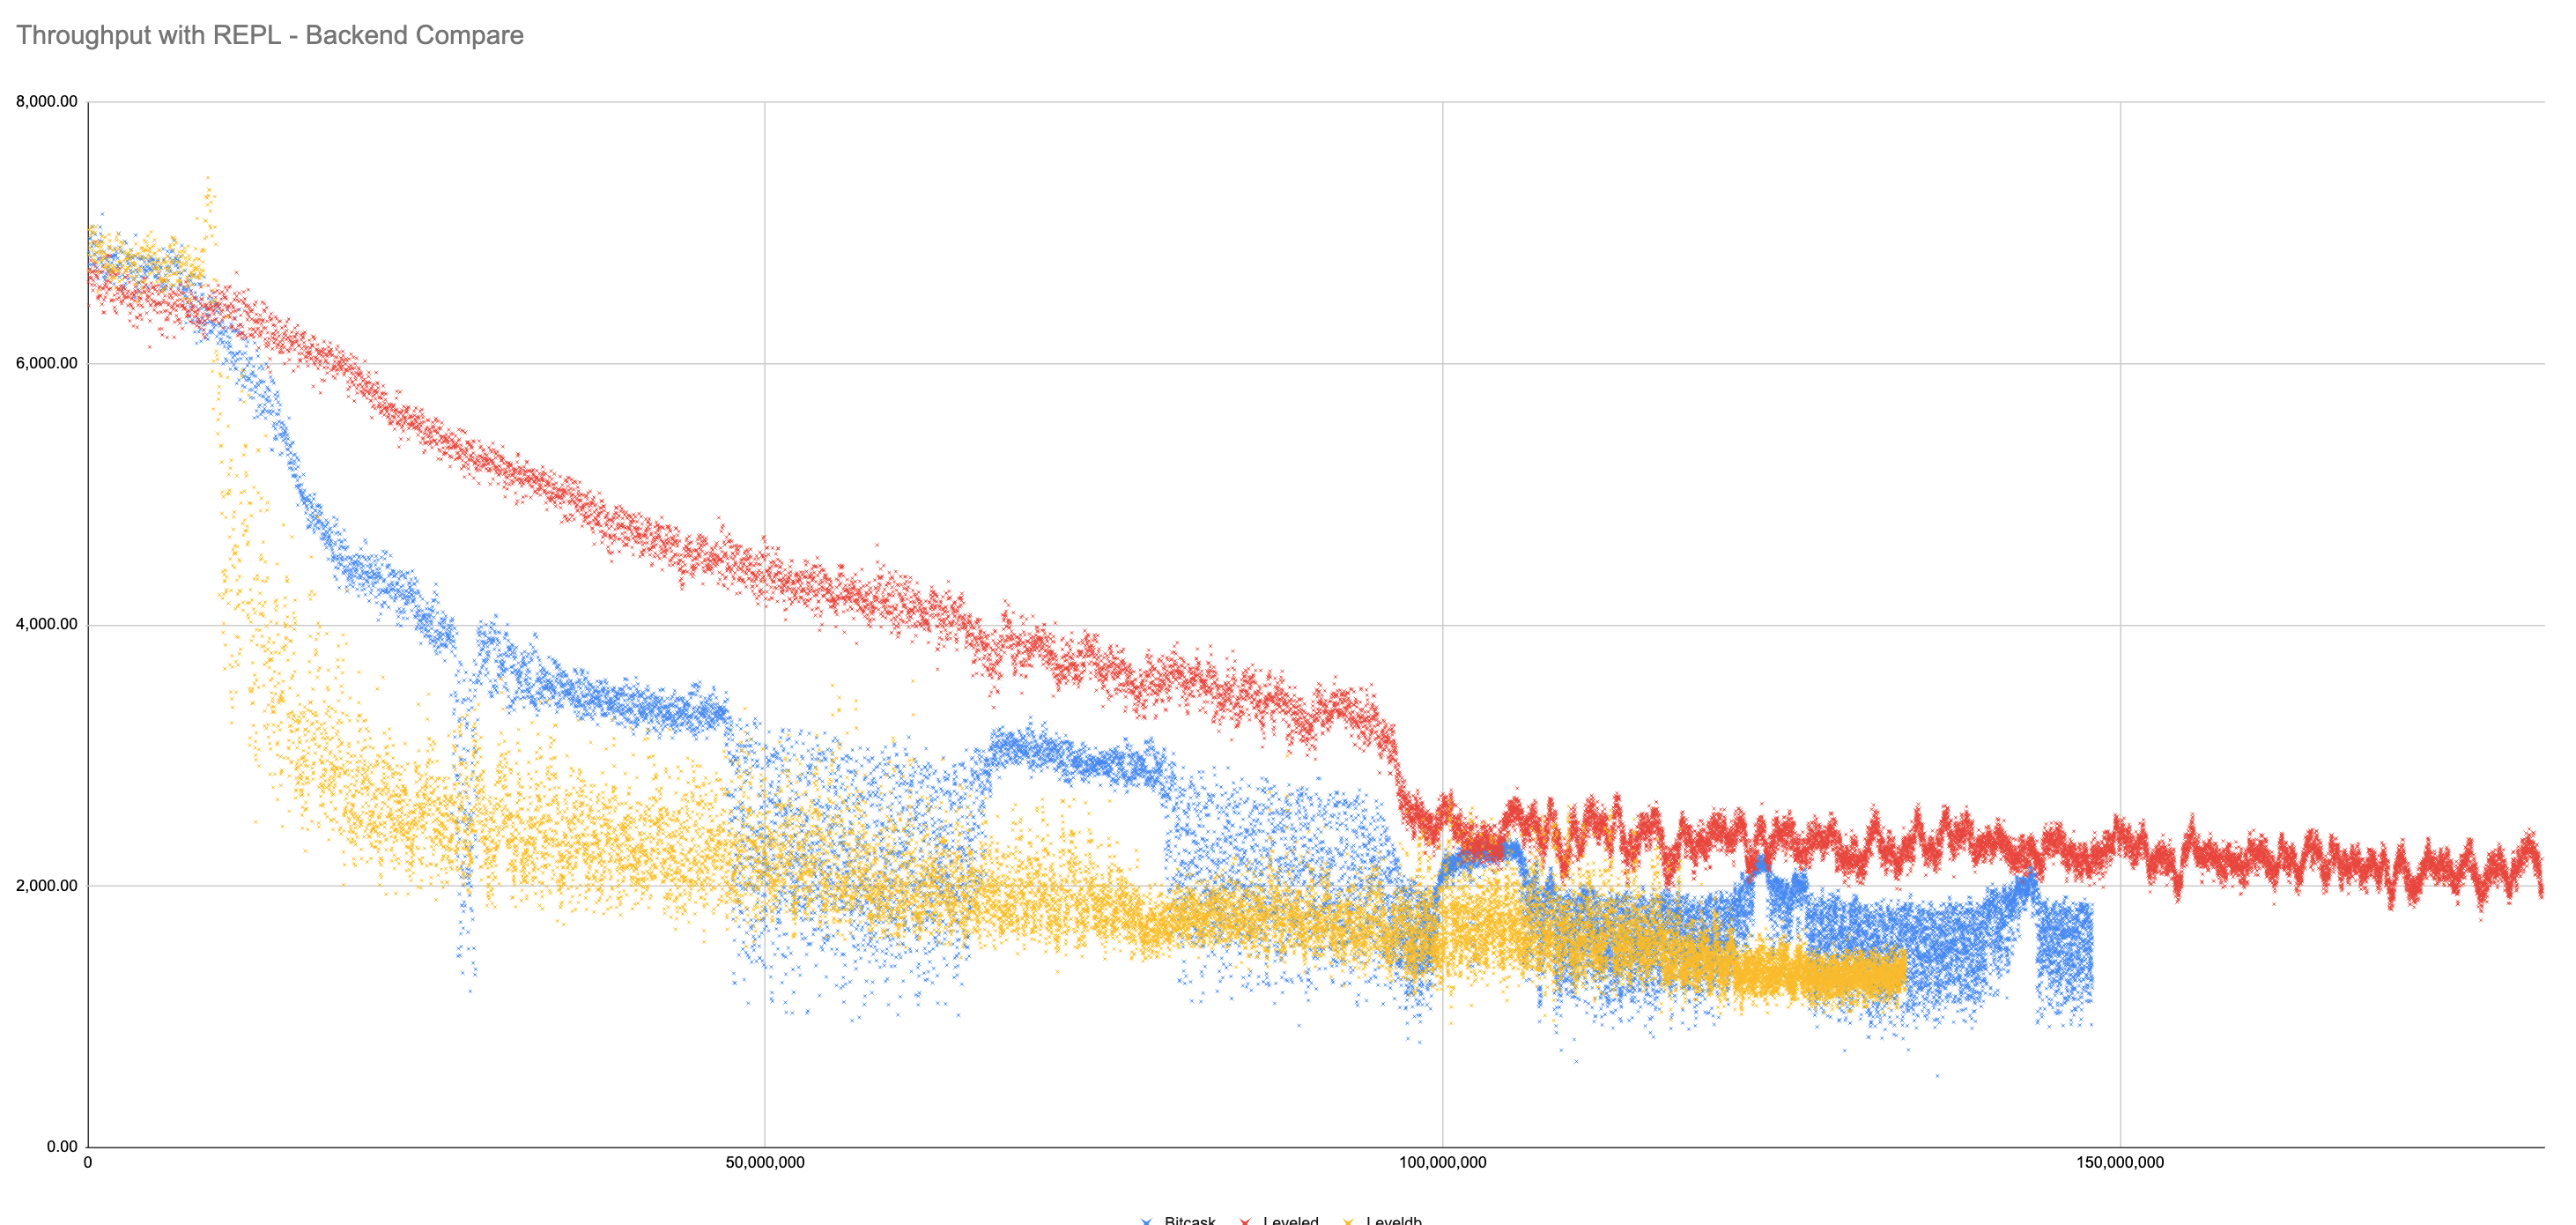 Throughput with REPL - Backend Compare
8,000.00
6,000.00
4,000.00
2,000.00
0.00
0 50,000,000 100,000,000 150,000,000
Bitcask Leveled Leveldb